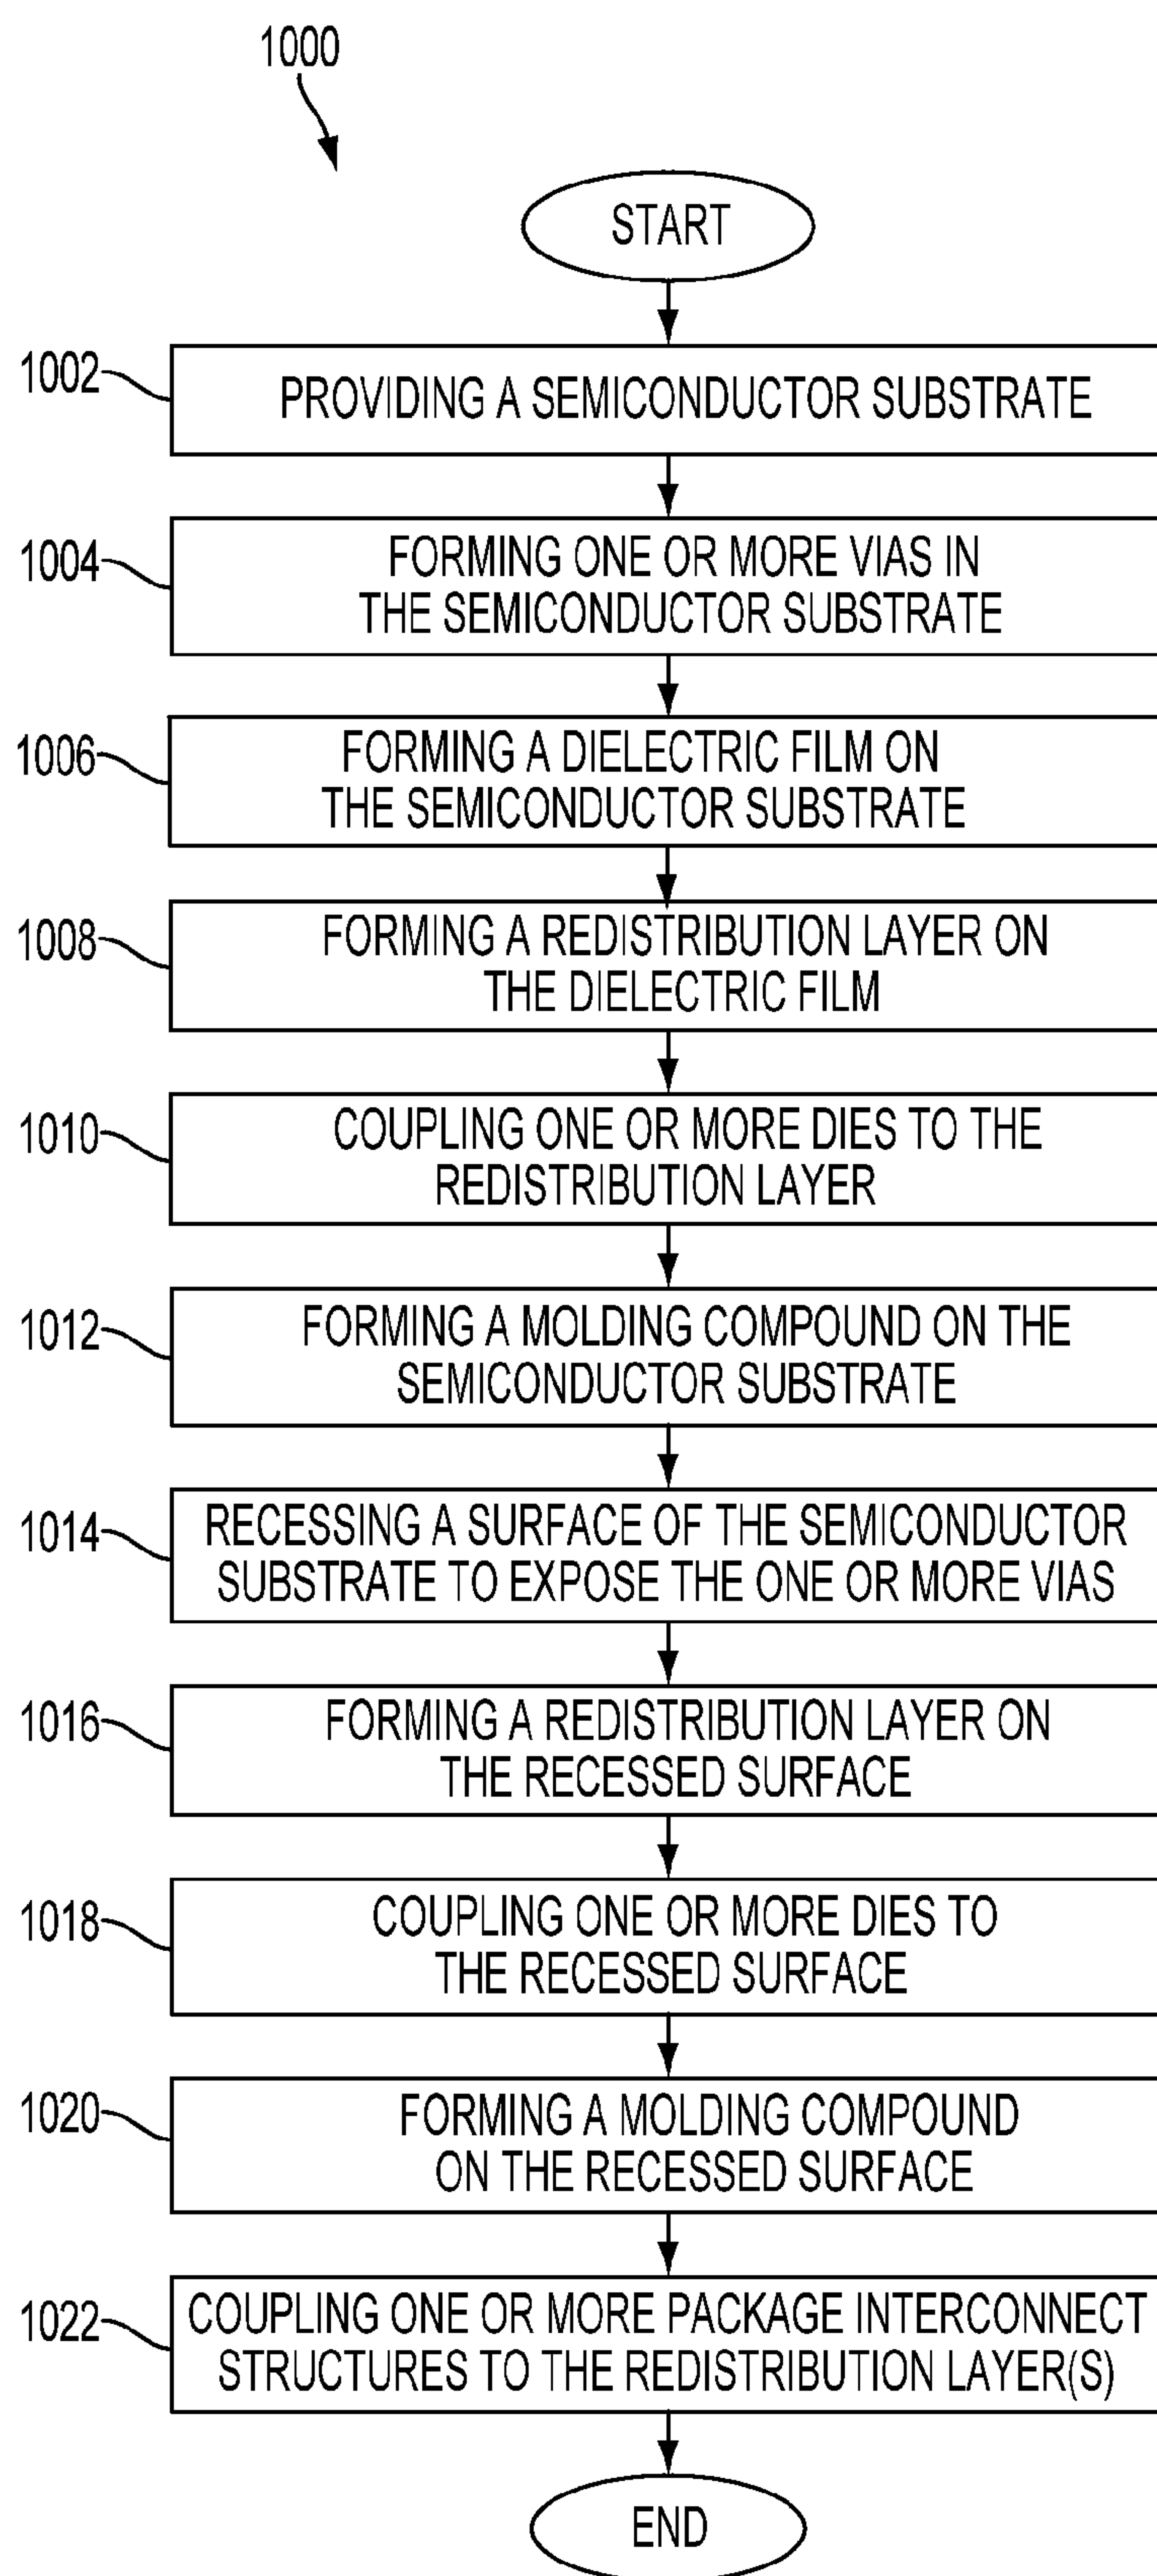 1000
START
1002
PROVIDING A SEMICONDUCTOR SUBSTRATE
1004
FORMING ONE OR MORE VIAS IN
THE SEMICONDUCTOR SUBSTRATE
1006
FORMING A DIELECTRIC FILM ON
THE SEMICONDUCTOR SUBSTRATE
1008
FORMING A REDISTRIBUTION LAYER ON
THE DIELECTRIC FILM
1010
COUPLING ONE OR MORE DIES TO THE
REDISTRIBUTION LAYER
1012
FORMING A MOLDING COMPOUND ON THE
SEMICONDUCTOR SUBSTRATE
1014
RECESSING A SURFACE OF THE SEMICONDUCTOR
SUBSTRATE TO EXPOSE THE ONE OR MORE VIAS
1016
FORMING A REDISTRIBUTION LAYER ON
THE RECESSED SURFACE
1018
COUPLING ONE OR MORE DIES TO
THE RECESSED SURFACE
1020
FORMING A MOLDING COMPOUND
ON THE RECESSED SURFACE
1022
COUPLING ONE OR MORE PACKAGE INTERCONNECT
STRUCTURES TO THE REDISTRIBUTION LAYER(S)
END